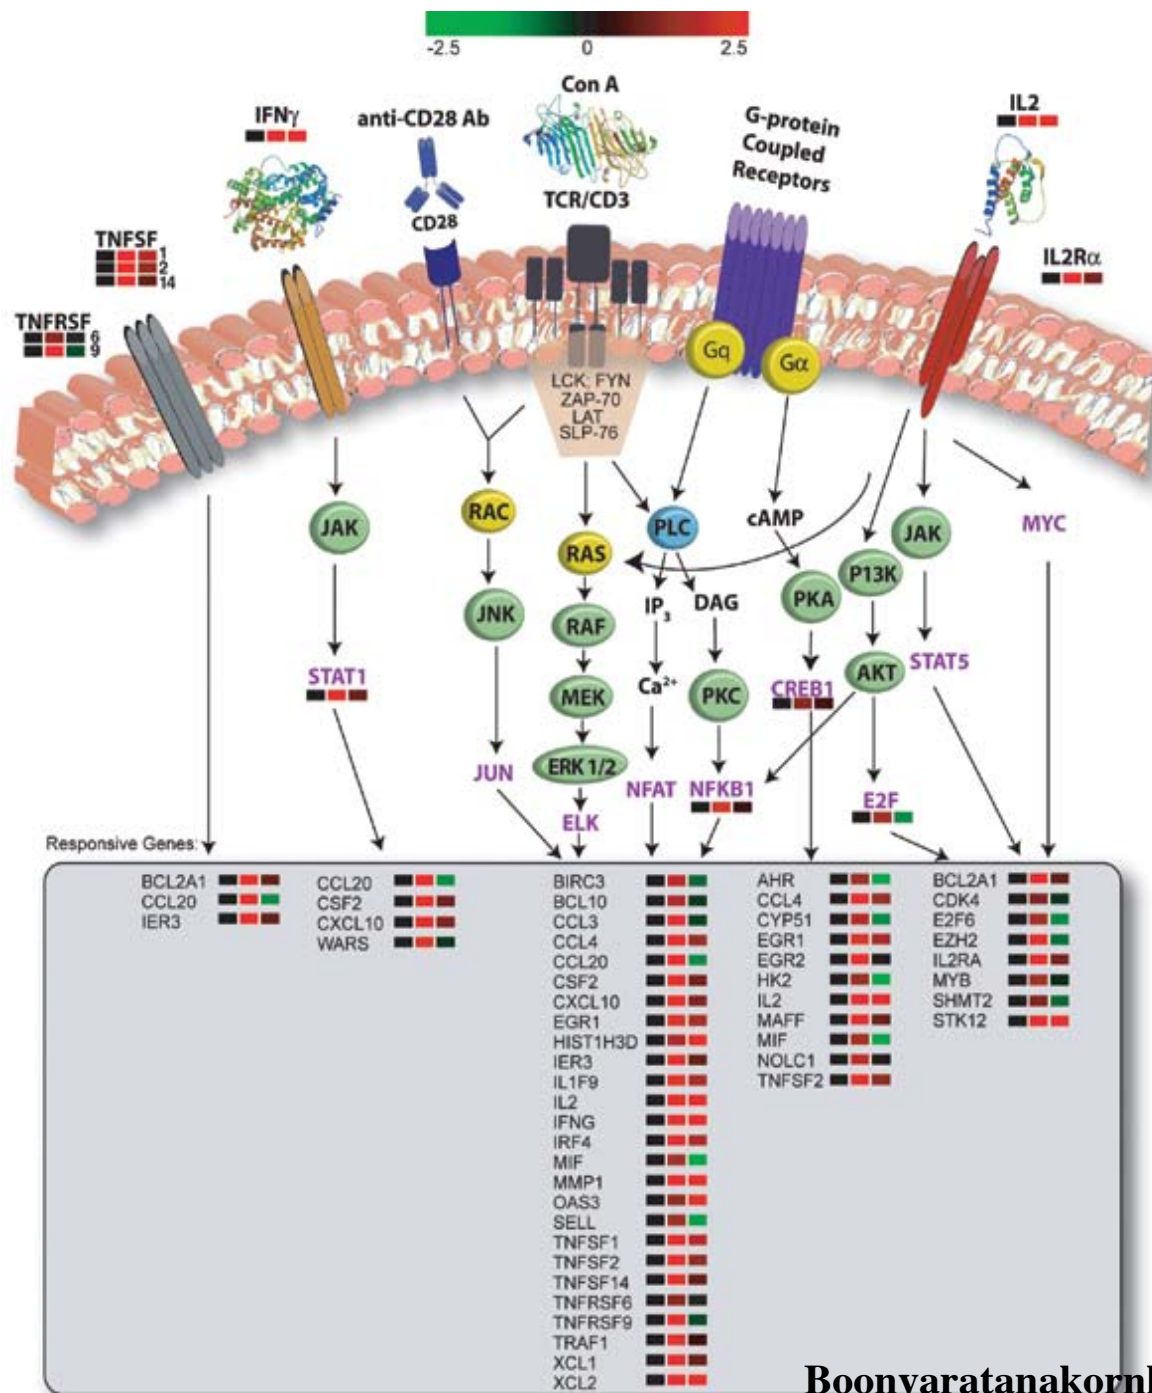 -2.5 0 2.5
Con A
IFNγ
anti-CD28 Ab
G-protein
Coupled
Receptors
IL2
TCR/CD3
CD28
TNFSF
1
2
14
IL2Rα
TNFRSF
6
9
Gq
Gα
LCK; FYN
ZAP-70
LAT
SLP-76
JAK
RAC
RAS
PLC
cAMP
JAK
MYC
P13K
JNK
RAF
IP3
DAG
PKA
STAT1
MEK
Ca2+
PKC
CREB1
AKT
STAT5
JUN
ERK 1/2
NFAT
NFKB1
E2F
ELK
Responsive Genes:
BCL2A1
CCL20
IER3
CCL20
CSF2
CXCL10
WARS
BIRC3
BCL10
CCL3
CCL4
CCL20
CSF2
CXCL10
EGR1
HIST1H3D
IER3
IL1F9
IL2
IFNG
IRF4
MIF
MMP1
OAS3
SELL
TNFSF1
TNFSF2
TNFSF14
TNFRSF6
TNFRSF9
TRAF1
XCL1
XCL2
AHR
CCL4
CYP51
EGR1
EGR2
HK2
IL2
MAFF
MIF
NOLC1
TNFSF2
BCL2A1
CDK4
E2F6
EZH2
IL2RA
MYB
SHMT2
STK12